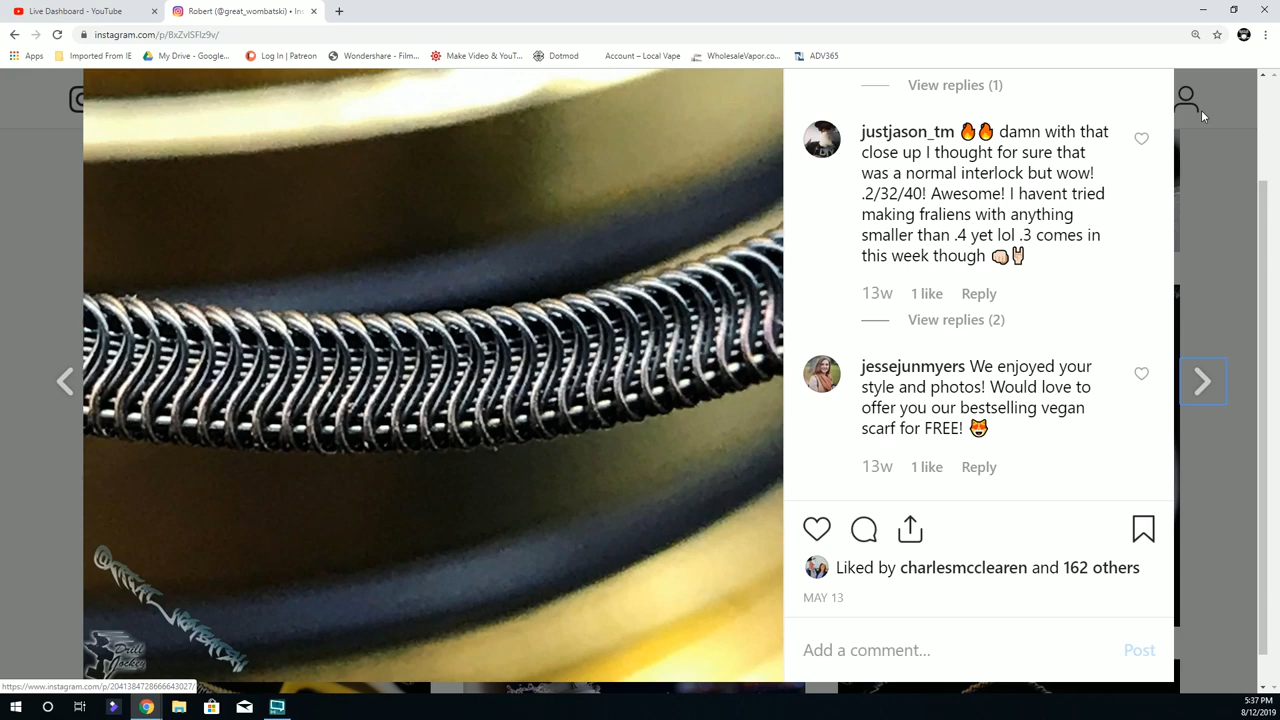 Live Dashboard - YouTube
Robert (@great_wombatski) • Ins
instagram.com/p/BxZvlSFlz9v/
Apps
Imported From IE
My Drive - Google...
Log In | Patreon
Wondershare - Film...
Make Video & YouT...
Dotmod
Account – Local Vape
WholesaleVapor.co...
ADV365
View replies (1)
justjason_tm 🔥🔥 damn with that
close up I thought for sure that
was a normal interlock but wow!
.2/32/40! Awesome! I havent tried
making fraliens with anything
smaller than .4 yet lol .3 comes in
this week though 👊🏻🤘🏻
13w 1 like Reply
View replies (2)
jessejunmyers We enjoyed your
style and photos! Would love to
offer you our bestselling vegan
scarf for FREE! 😻
13w 1 like Reply
Liked by charlesmcclearen and 162 others
MAY 13
Add a comment...
Post
@great_wombatski
Drill
Jockey
https://www.instagram.com/p/2041384728666643027/
5:37 PM
8/12/2019